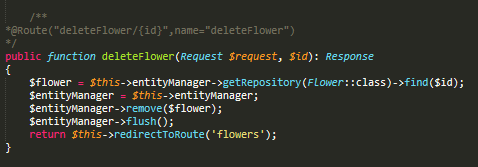 /**
*@Route("deleteFlower/{id}",name="deleteFlower")
*/
public function deleteFlower(Request $request, $id): Response
{
$flower = $this->entityManager->getRepository(Flower::class)->find($id);
$entityManager = $this->entityManager;
$entityManager->remove($flower);
$entityManager->flush();
return $this->redirectToRoute('flowers');
}